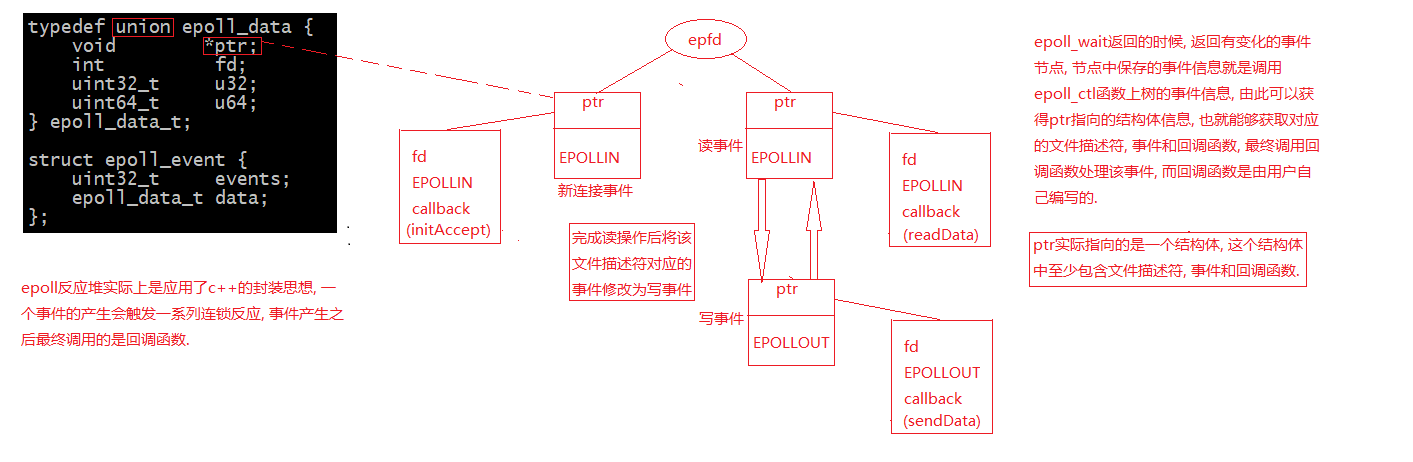 typedef union epoll_data {
void *ptr;
int fd;
uint32_t u32;
uint64_t u64;
} epoll_data_t;
struct epoll_event {
uint32_t events;
epoll_data_t data;
};
epoll反应堆实际上是应用了c++的封装思想, 一
个事件的产生会触发一系列连锁反应, 事件产生之
后最终调用的是回调函数.
epfd
ptr
EPOLLIN
新连接事件
fd
EPOLLIN
callback
(initAccept)
ptr
读事件
EPOLLIN
fd
EPOLLIN
callback
(readData)
完成读操作后将该
文件描述符对应的
事件修改为写事件
ptr
写事件
EPOLLOUT
fd
EPOLLOUT
callback
(sendData)
epoll_wait返回的时候, 返回有变化的事件
节点, 节点中保存的事件信息就是调用
epoll_ctl函数上树的事件信息, 由此可以获
得ptr指向的结构体信息, 也就能够获取对应
的文件描述符, 事件和回调函数, 最终调用回
调函数处理该事件, 而回调函数是由用户自
己编写的.
ptr实际指向的是一个结构体, 这个结构体
中至少包含文件描述符, 事件和回调函数.